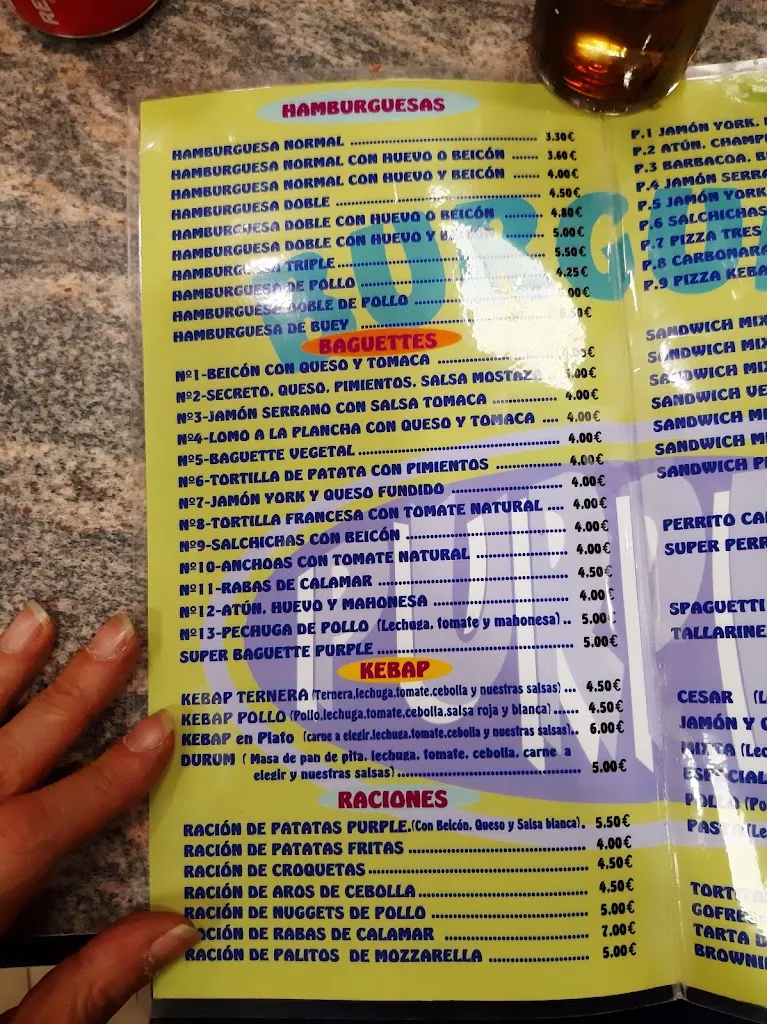 RE
HAMBURGUESAS
HAMBURGUESA NORMAL 3.30€
HAMBURGUESA NORMAL CON HUEVO O BEICÓN 3.60€
HAMBURGUESA NORMAL CON HUEVO Y BEICÓN 4.00€
HAMBURGUESA DOBLE 4.50€
HAMBURGUESA DOBLE CON HUEVO O BEICÓN 4.80€
HAMBURGUESA DOBLE CON HUEVO Y 5.00€
HAMBURGUESA TRIPLE 5.50€
HAMBURGUESA DE POLLO 4.25€
HAMBURGUESA DOBLE DE POLLO .00€
HAMBURGUESA DE BUEY .50€
BAGUETTES
Nº1-BEICÓN CON QUESO Y TOMACA
Nº2-SECRETO, QUESO, PIMIENTOS, SALSA MOSTAZA .00€
Nº3-JAMÓN SERRANO CON SALSA TOMACA 4.00€
Nº4-LOMO A LA PLANCHA CON QUESO Y TOMACA 4.00€
Nº5-BAGUETTE VEGETAL 4.00€
Nº6-TORTILLA DE PATATA CON PIMIENTOS 4.00€
Nº7-JAMÓN YORK Y QUESO FUNDIDO 4.00€
Nº8-TORTILLA FRANCESA CON TOMATE NATURAL 4.00€
Nº9-SALCHICHAS CON BEICÓN 4.00€
Nº10-ANCHOAS CON TOMATE NATURAL 4.00€
Nº11-RABAS DE CALAMAR 4.50€
Nº12-ATÚN, HUEVO Y MAHONESA 4.00€
Nº13-PECHUGA DE POLLO (Lechuga, tomate y mahonesa) 5.00
SUPER BAGUETTE PURPLE 5.00€
KEBAP
KEBAP TERNERA (Ternera,lechuga,tomate,cebolla y nuestras salsas) 4.50€
KEBAP POLLO (Pollo,lechuga,tomate,cebolla,salsa roja y blanca) 4.50€
KEBAP en Plato (carne a elegir,lechuga,tomate,cebolla y nuestras salsas) 6.00€
DURUM ( Masa de pan de pita, lechuga, tomate, cebolla, carne a
elegir y nuestras salsas) 5.00€
RACIONES
RACIÓN DE PATATAS PURPLE.(Con Beicón, Queso y Salsa blanca). 5.50€
RACIÓN DE PATATAS FRITAS 4.00€
RACIÓN DE CROQUETAS 4.50€
RACIÓN DE AROS DE CEBOLLA 4.50€
RACIÓN DE NUGGETS DE POLLO 5.00€
RACIÓN DE RABAS DE CALAMAR 7.00€
RACIÓN DE PALITOS DE MOZZARELLA 5.00€
P.1 JAMÓN YORK,
P.2 ATÚN, CHAMP
P.3 BARBACOA, B
P.4 JAMÓN SERRA
P.5 JAMÓN YORK
P.6 SALCHICHAS
P.7 PIZZA TRES
P.8 CARBONARA
P.9 PIZZA KEBA
SANDWICH MIX
SANDWICH MIX
SANDWICH MIX
SANDWICH VE
SANDWICH M
SANDWICH M
SANDWICH P
PERRITO CA
SUPER PERR
SPAGUETTI
TALLARINE
CESAR (L
JAMÓN Y Q
MIXTA (Lec
ESPECIAL
POLLO (Po
PASTA (Le
TORTITA
GOFRE
TARTA D
BROWNI
BURGU
PURPL